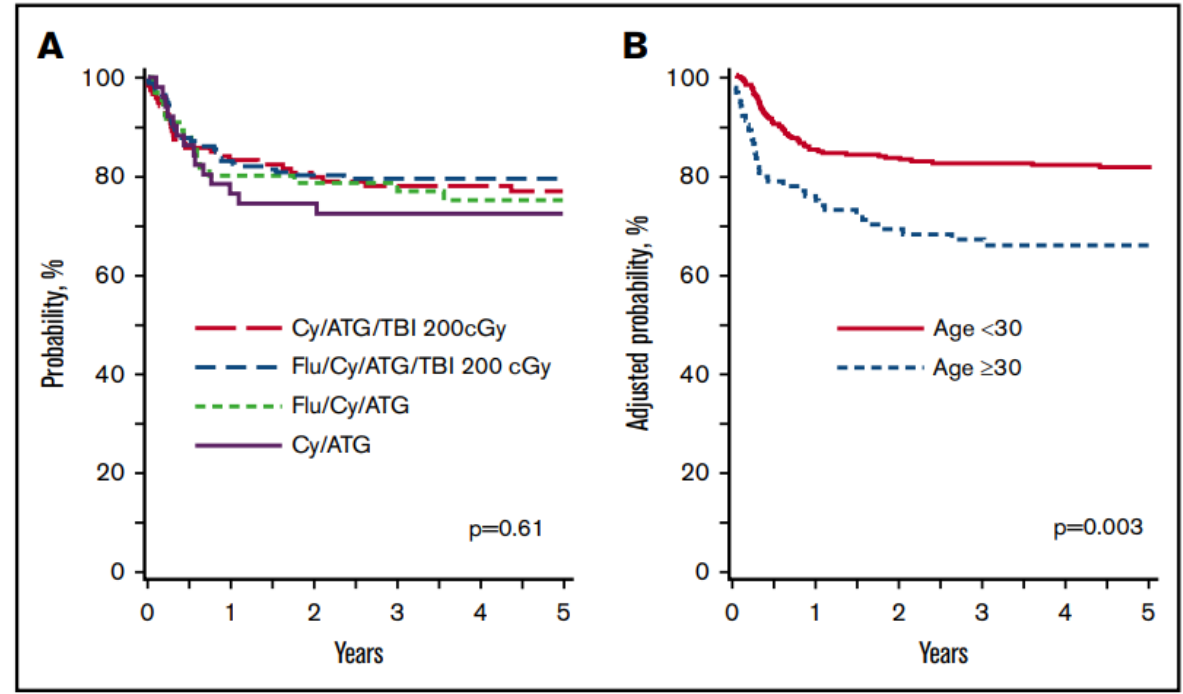 A
100
80
60
40
20
0
Probability, %
Cy/ATG/TBI 200cGy
Flu/Cy/ATG/TBI 200 cGy
Flu/Cy/ATG
Cy/ATG
p=0.61
0 1 2 3 4 5
Years
B
100
80
60
40
20
0
Adjusted probability, %
Age <30
Age ≥30
p=0.003
0 1 2 3 4 5
Years